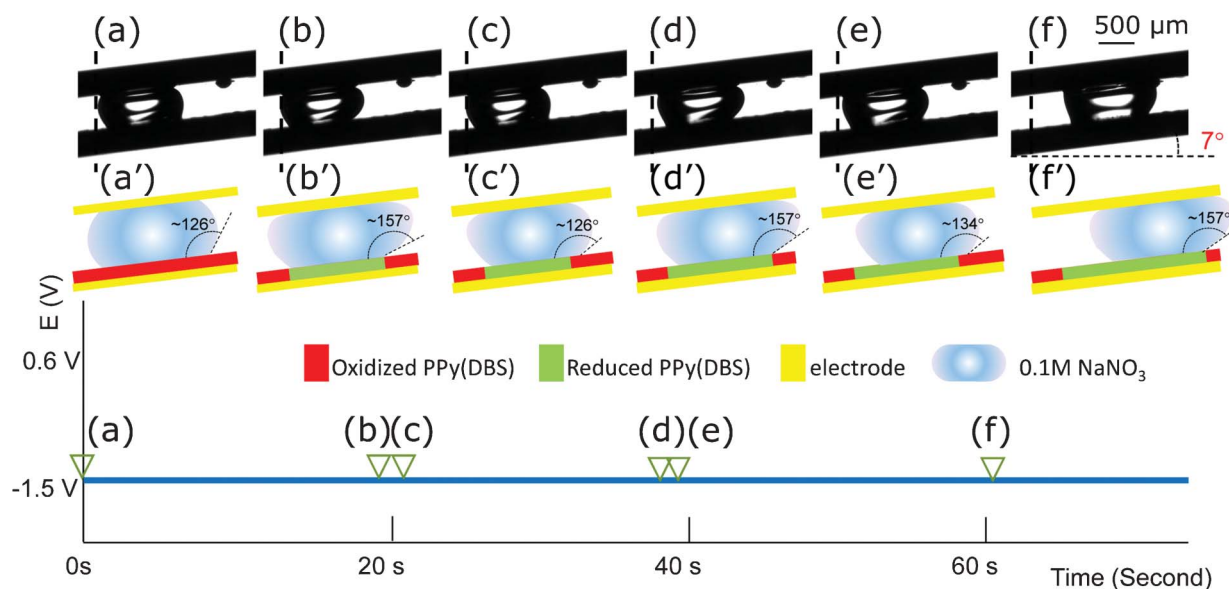 (a) (b) (c) (d) (e) (f) 500 μm
7°
(a’) (b’) (c’) (d’) (e’) (f’)
~126° ~157° ~126° ~157° ~134° ~157°
E (V)
0.6 V
Oxidized PPy(DBS) Reduced PPy(DBS) electrode 0.1M NaNO₃
(a) (b) (c) (d) (e) (f)
-1.5 V
0s 20 s 40 s 60 s
Time (Second)